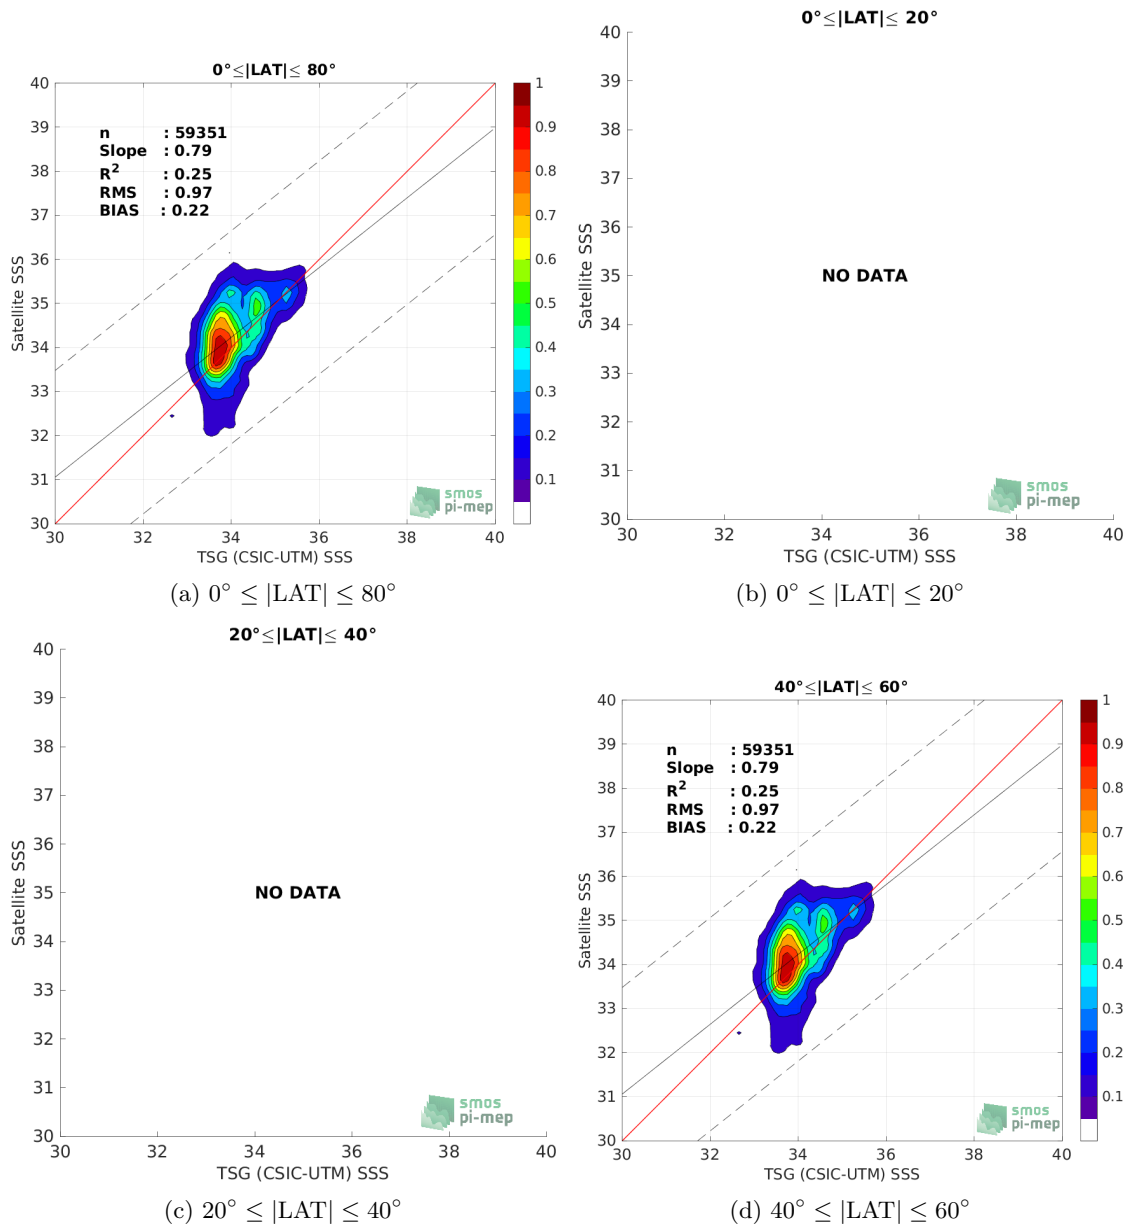 0°≤|LAT|≤ 80°
40
39
38
37
36
35
34
33
32
31
30
Satellite SSS
n : 59351
Slope : 0.79
R² : 0.25
RMS : 0.97
BIAS : 0.22
1
0.9
0.8
0.7
0.6
0.5
0.4
0.3
0.2
0.1
smos
pi-mep
30 32 34 36 38 40
TSG (CSIC-UTM) SSS
(a) 0° ≤ |LAT| ≤ 80°
0°≤|LAT|≤ 20°
40
39
38
37
36
35
34
33
32
31
30
Satellite SSS
NO DATA
smos
pi-mep
30 32 34 36 38 40
TSG (CSIC-UTM) SSS
(b) 0° ≤ |LAT| ≤ 20°
20°≤|LAT|≤ 40°
40
39
38
37
36
35
34
33
32
31
30
Satellite SSS
NO DATA
smos
pi-mep
30 32 34 36 38 40
TSG (CSIC-UTM) SSS
(c) 20° ≤ |LAT| ≤ 40°
40°≤|LAT|≤ 60°
40
39
38
37
36
35
34
33
32
31
30
Satellite SSS
n : 59351
Slope : 0.79
R² : 0.25
RMS : 0.97
BIAS : 0.22
1
0.9
0.8
0.7
0.6
0.5
0.4
0.3
0.2
0.1
smos
pi-mep
30 32 34 36 38 40
TSG (CSIC-UTM) SSS
(d) 40° ≤ |LAT| ≤ 60°